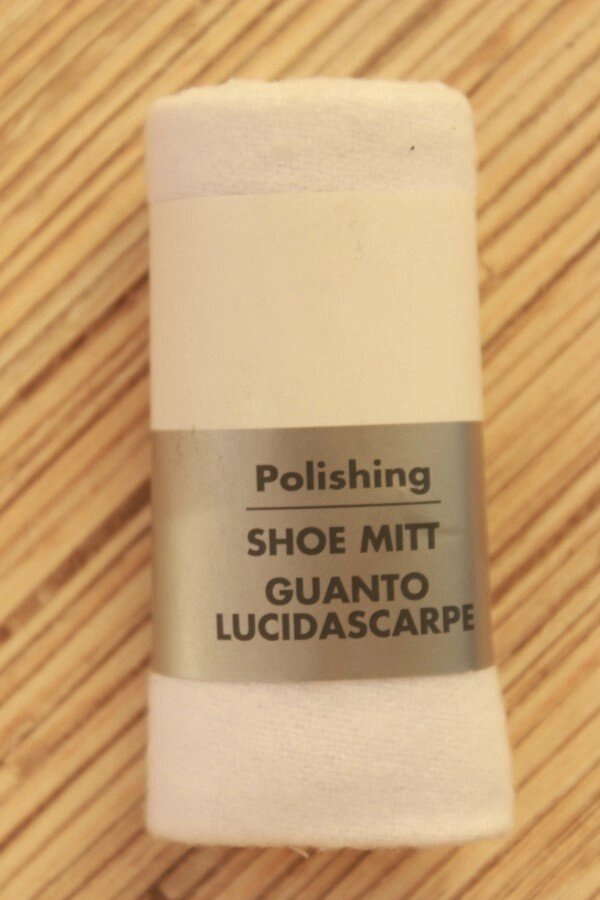 Polishing
SHOE MITT
GUANTO
LUCIDASCARPE